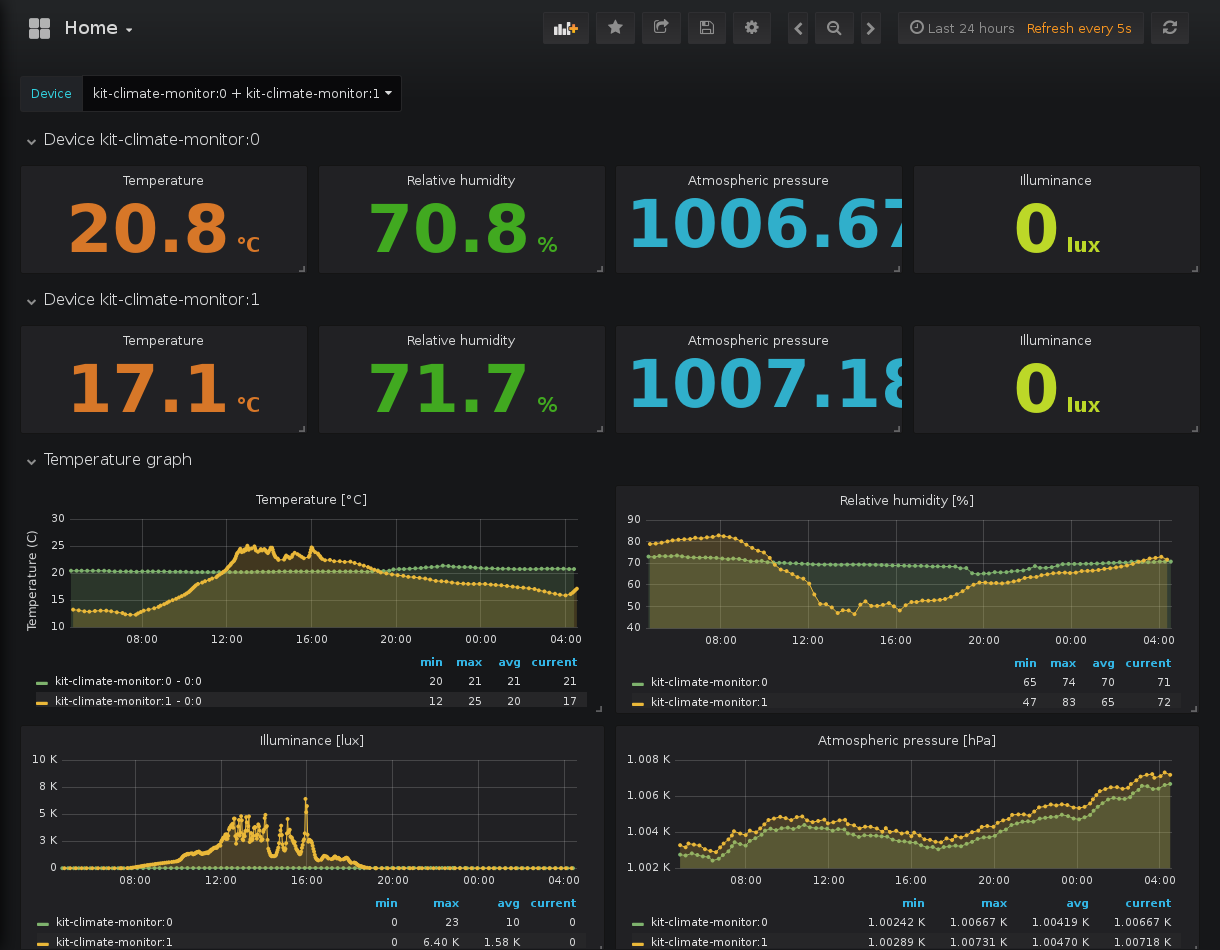 Home
Last 24 hours Refresh every 5s
Device kit-climate-monitor:0 + kit-climate-monitor:1
Device kit-climate-monitor:0
Temperature Relative humidity Atmospheric pressure Illuminance
20.8 °C 70.8 % 1006.67 0 lux
Device kit-climate-monitor:1
Temperature Relative humidity Atmospheric pressure Illuminance
17.1 °C 71.7 % 1007.18 0 lux
Temperature graph
Temperature [°C]
Temperature (C)
30
25
20
15
10
08:00 12:00 16:00 20:00 00:00 04:00
min max avg current
kit-climate-monitor:0 - 0:0 20 21 21 21
kit-climate-monitor:1 - 0:0 12 25 20 17
Relative humidity [%]
90
80
70
60
50
40
08:00 12:00 16:00 20:00 00:00 04:00
min max avg current
kit-climate-monitor:0 65 74 70 71
kit-climate-monitor:1 47 83 65 72
Illuminance [lux]
10 K
8 K
5 K
3 K
0
08:00 12:00 16:00 20:00 00:00 04:00
min max avg current
kit-climate-monitor:0 0 23 10 0
kit-climate-monitor:1 0 6.40 K 1.58 K 0
Atmospheric pressure [hPa]
1.008 K
1.006 K
1.004 K
1.002 K
08:00 12:00 16:00 20:00 00:00 04:00
min max avg current
kit-climate-monitor:0 1.00242 K 1.00667 K 1.00419 K 1.00667 K
kit-climate-monitor:1 1.00289 K 1.00731 K 1.00470 K 1.00718 K